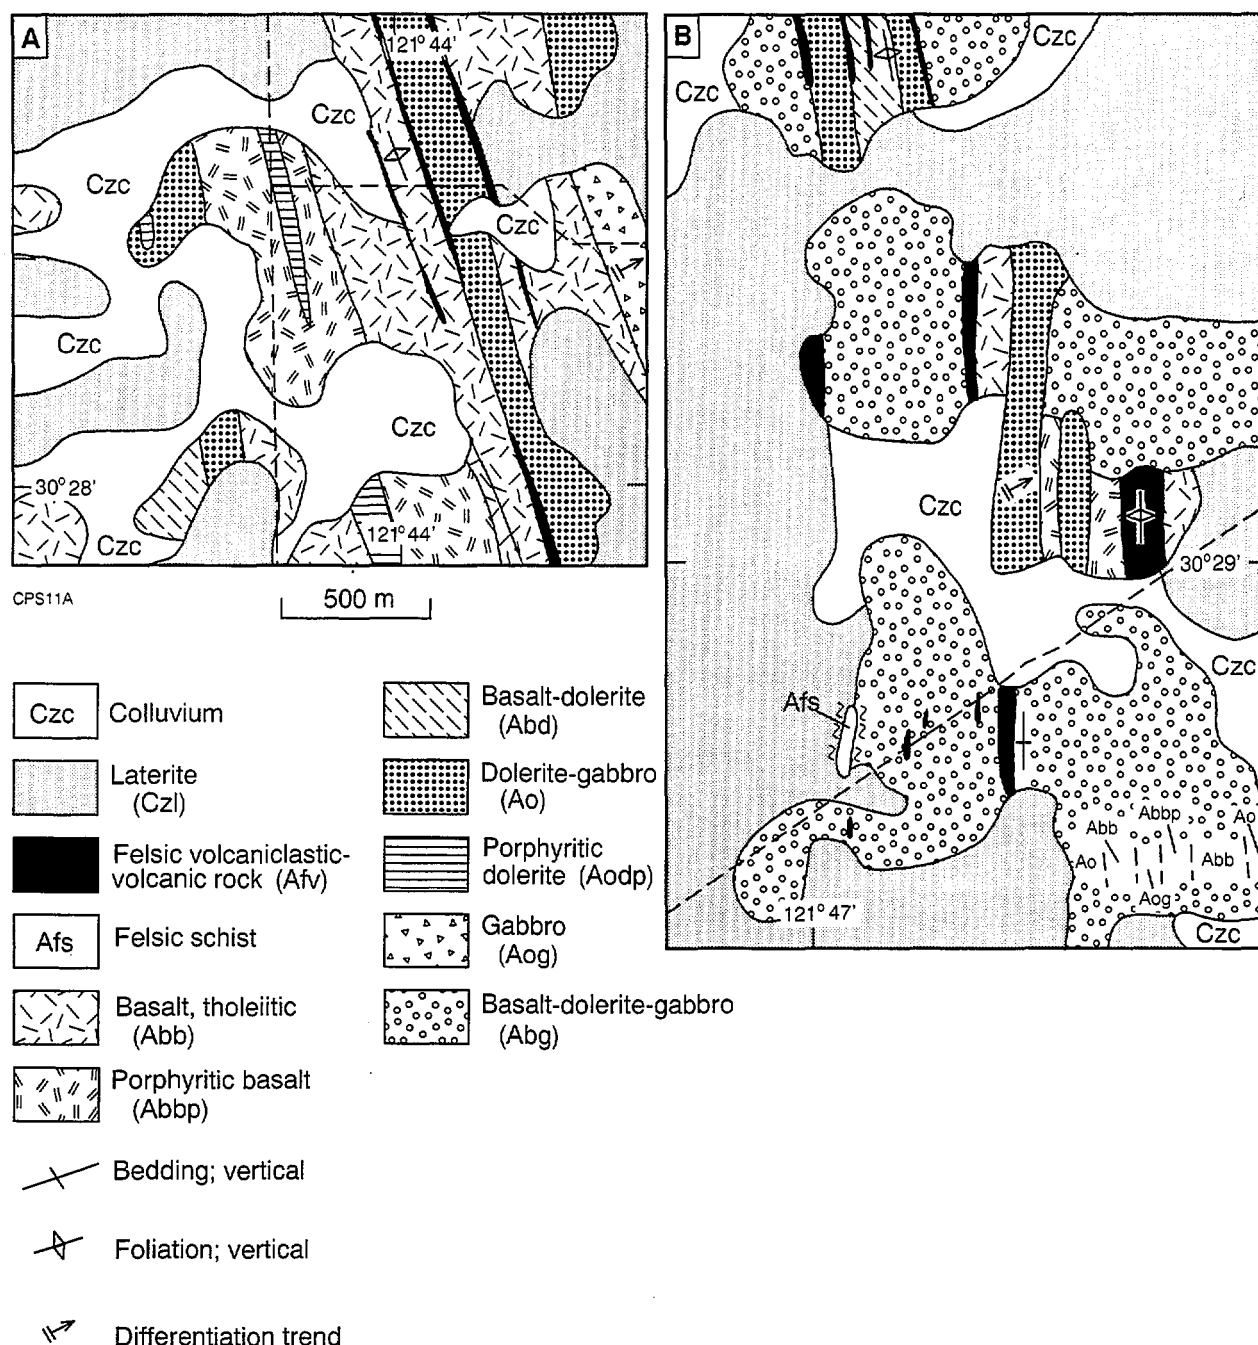 A
121° 44'
Czc
Czc
Czc
Czc
Czc
30° 28'
Czc
121° 44'
B
Czc
Czc
Czc
30° 29'
Czc
Afs
Abb
Abbp
Ao
Ao
Abb
Aog
121° 47'
Czc
CPS11A
500 m
Czc
Colluvium
Laterite
(Czl)
Felsic volcaniclastic-
volcanic rock (Afv)
Afs
Felsic schist
Basalt, tholeiitic
(Abb)
Porphyritic basalt
(Abbp)
Bedding; vertical
Foliation; vertical
Differentiation trend
Basalt-dolerite
(Abd)
Dolerite-gabbro
(Ao)
Porphyritic
dolerite (Aodp)
Gabbro
(Aog)
Basalt-dolerite-gabbro
(Abg)